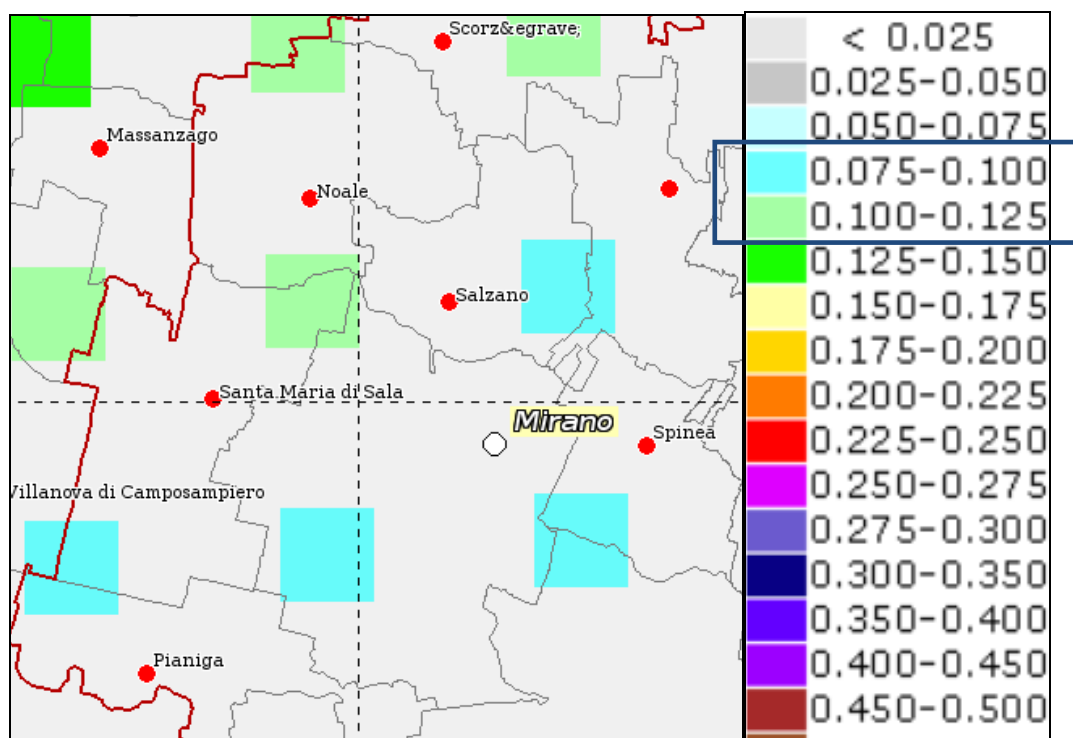 Scorz&egrave;
Massanzago
Noale
Salzano
Santa Maria di Sala
Mirano
Spinea
Villanova di Camposampiero
Pianiga
< 0.025
0.025-0.050
0.050-0.075
0.075-0.100
0.100-0.125
0.125-0.150
0.150-0.175
0.175-0.200
0.200-0.225
0.225-0.250
0.250-0.275
0.275-0.300
0.300-0.350
0.350-0.400
0.400-0.450
0.450-0.500